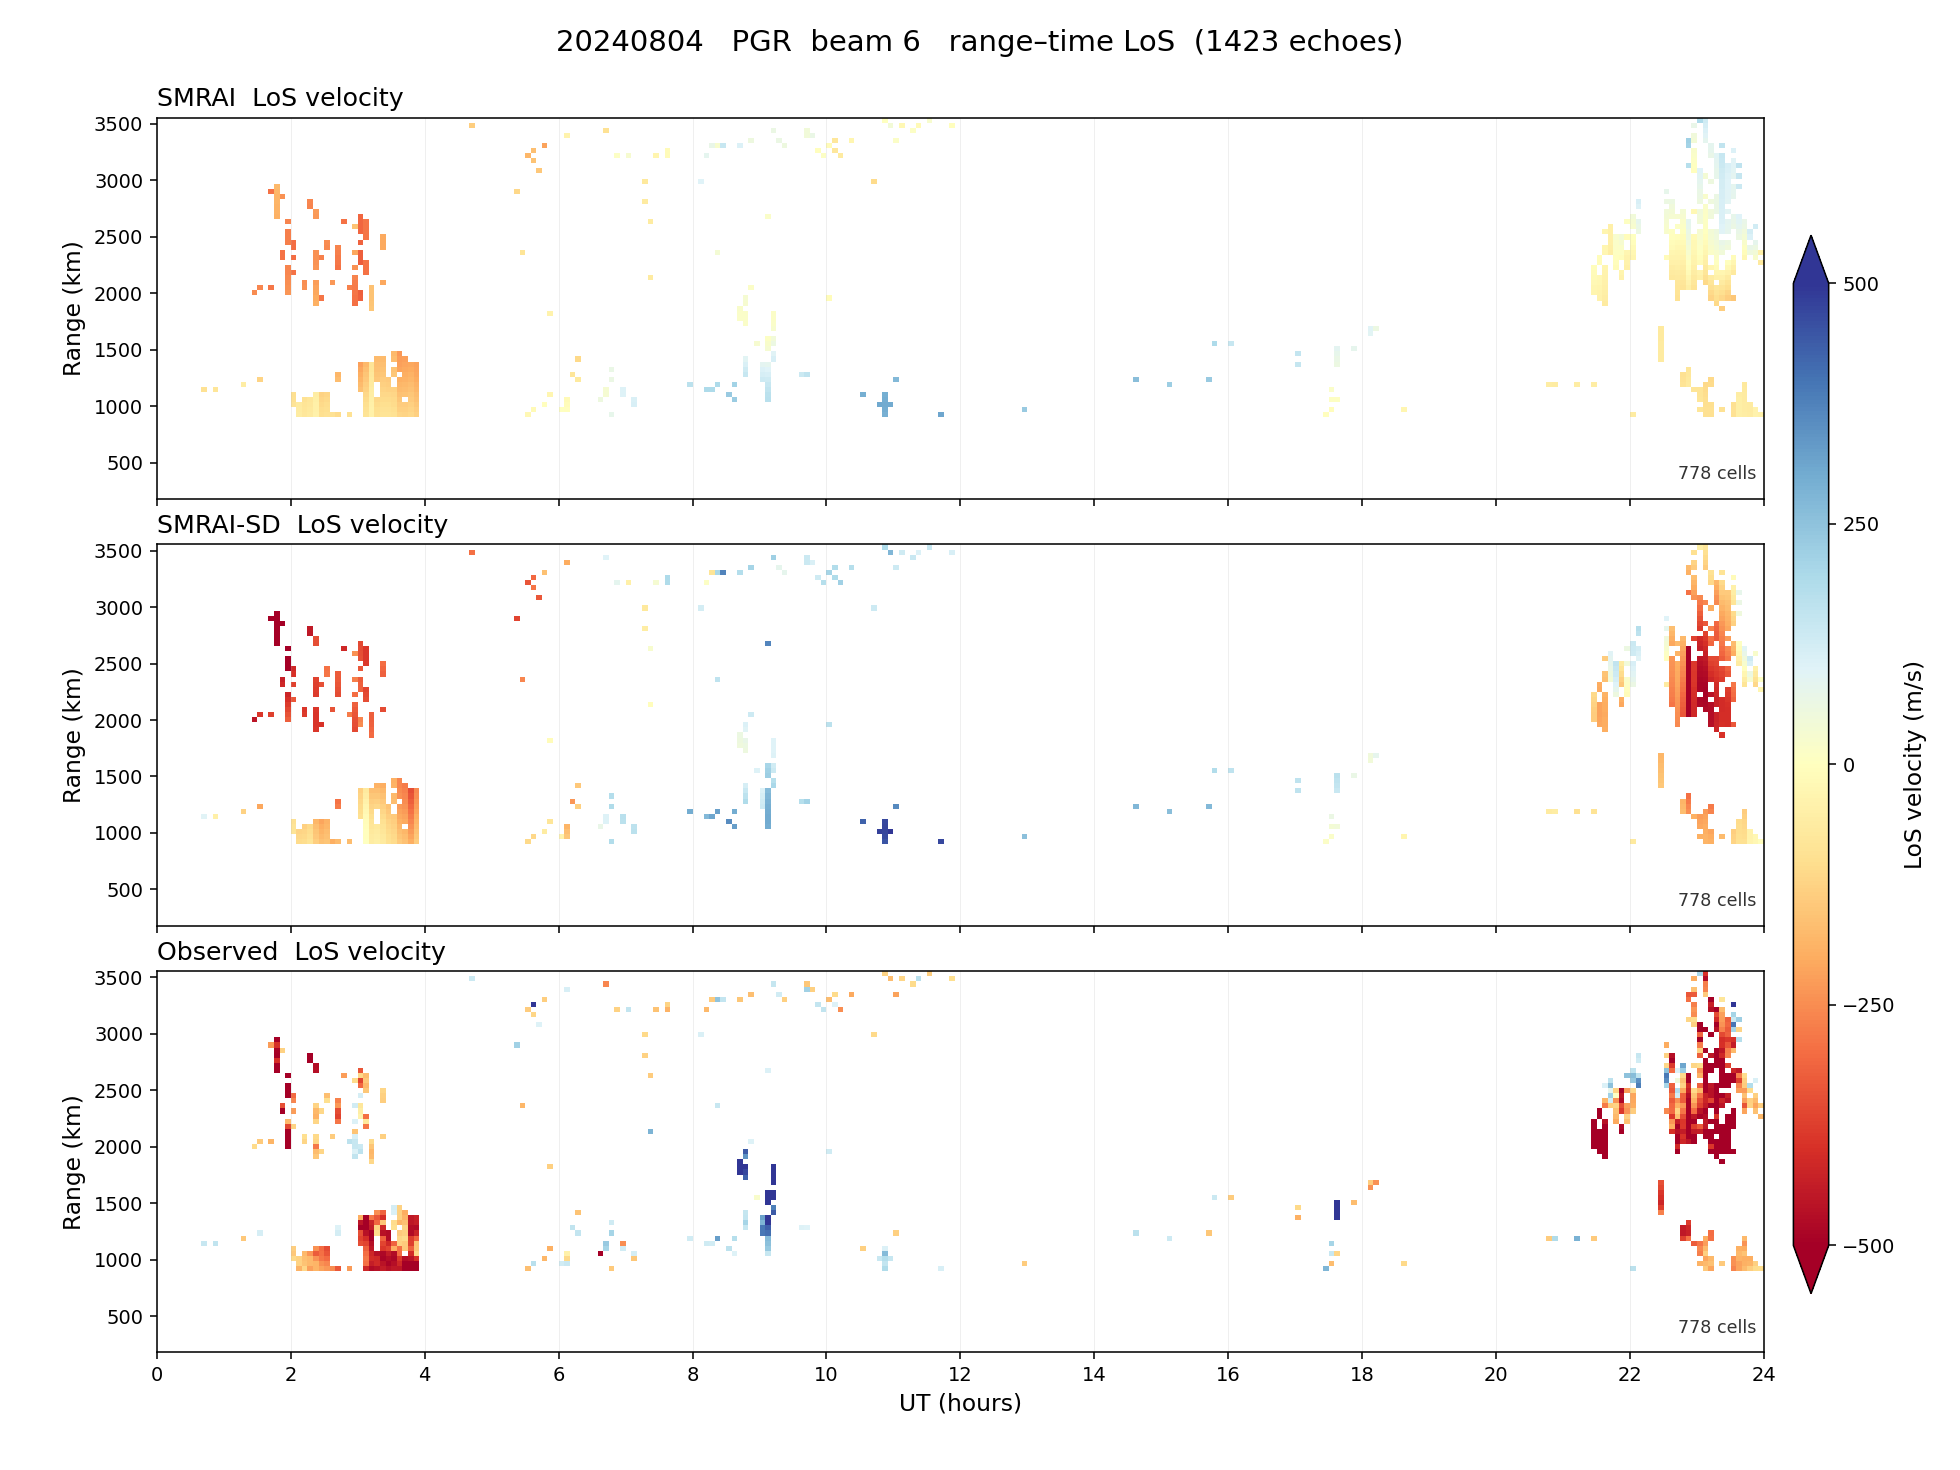 20240804   PGR  beam 6   range–time LoS  (1423 echoes)
SMRAI  LoS velocity
3500
3000
2500
2000
1500
1000
500
Range (km)
778 cells
SMRAI-SD  LoS velocity
3500
3000
2500
2000
1500
1000
500
Range (km)
778 cells
Observed  LoS velocity
3500
3000
2500
2000
1500
1000
500
Range (km)
778 cells
0 2 4 6 8 10 12 14 16 18 20 22 24
UT (hours)
500
250
0
−250
−500
LoS velocity (m/s)